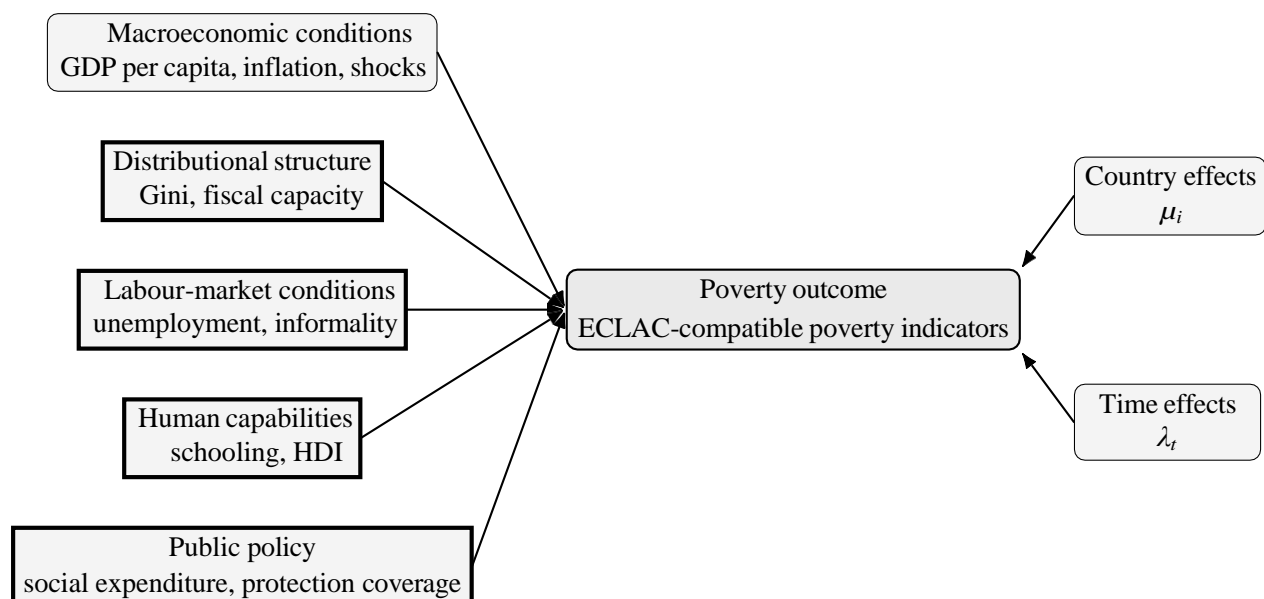 Macroeconomic conditions
GDP per capita, inflation, shocks
Distributional structure
Gini, fiscal capacity
Labour-market conditions
unemployment, informality
Human capabilities
schooling, HDI
Public policy
social expenditure, protection coverage
Poverty outcome
ECLAC-compatible poverty indicators
Country effects
μᵢ
Time effects
λₜ